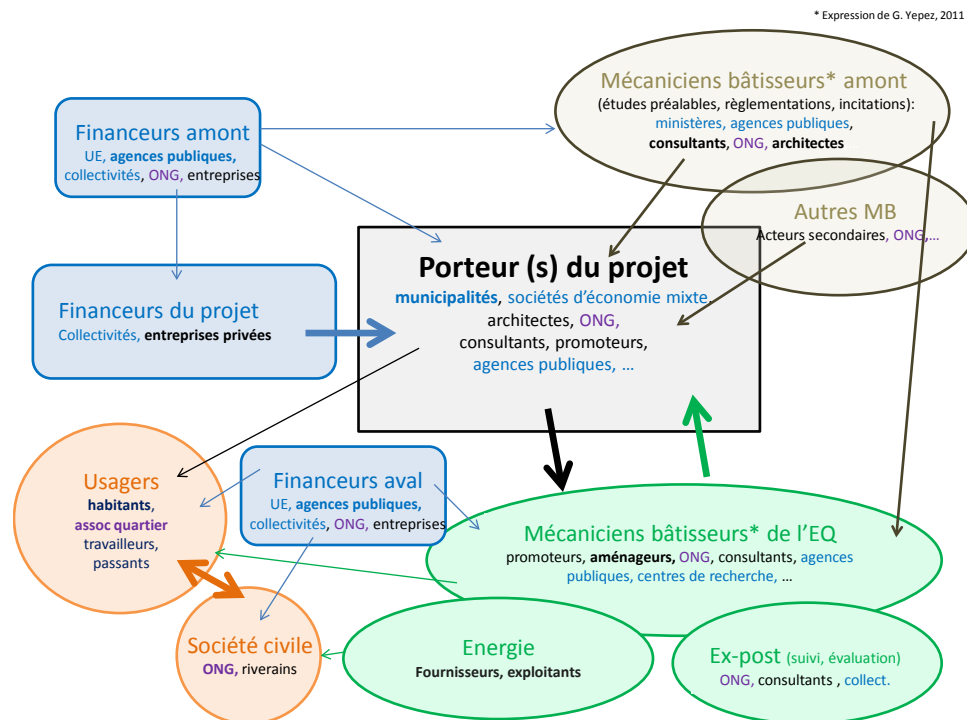 * Expression de G. Yepez, 2011
Mécaniciens bâtisseurs* amont
(études préalables, règlementations, incitations):
ministères, agences publiques,
consultants, ONG, architectes
Financeurs amont
UE, agences publiques,
collectivités, ONG, entreprises
Autres MB
Acteurs secondaires, ONG,...
Porteur (s) du projet
municipalités, sociétés d'économie mixte,
architectes, ONG,
consultants, promoteurs,
agences publiques, ...
Financeurs du projet
Collectivités, entreprises privées
Usagers
habitants,
assoc quartier
travailleurs,
passants
Financeurs aval
UE, agences publiques,
collectivités, ONG, entreprises
Mécaniciens bâtisseurs* de l'EQ
promoteurs, aménageurs, ONG, consultants, agences
publiques, centres de recherche, ...
Société civile
ONG, riverains
Energie
Fournisseurs, exploitants
Ex-post (suivi, évaluation)
ONG, consultants , collect.